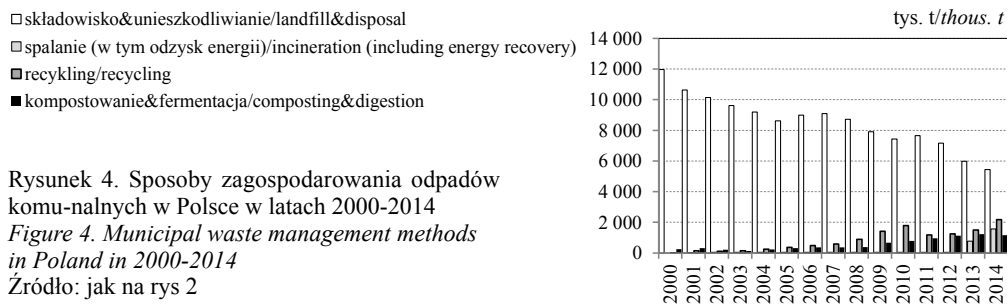 składowisko&unieszkodliwianie/landfill&disposal
spalanie (w tym odzysk energii)/incineration (including energy recovery)
recykling/recycling
kompostowanie&fermentacja/composting&digestion
Rysunek 4. Sposoby zagospodarowania odpadów
komu-nalnych w Polsce w latach 2000-2014
Figure 4. Municipal waste management methods
in Poland in 2000-2014
Źródło: jak na rys 2
tys. t/thous. t
14 000
12 000
10 000
8 000
6 000
4 000
2 000
0
2000
2001
2002
2003
2004
2005
2006
2007
2008
2009
2010
2011
2012
2013
2014